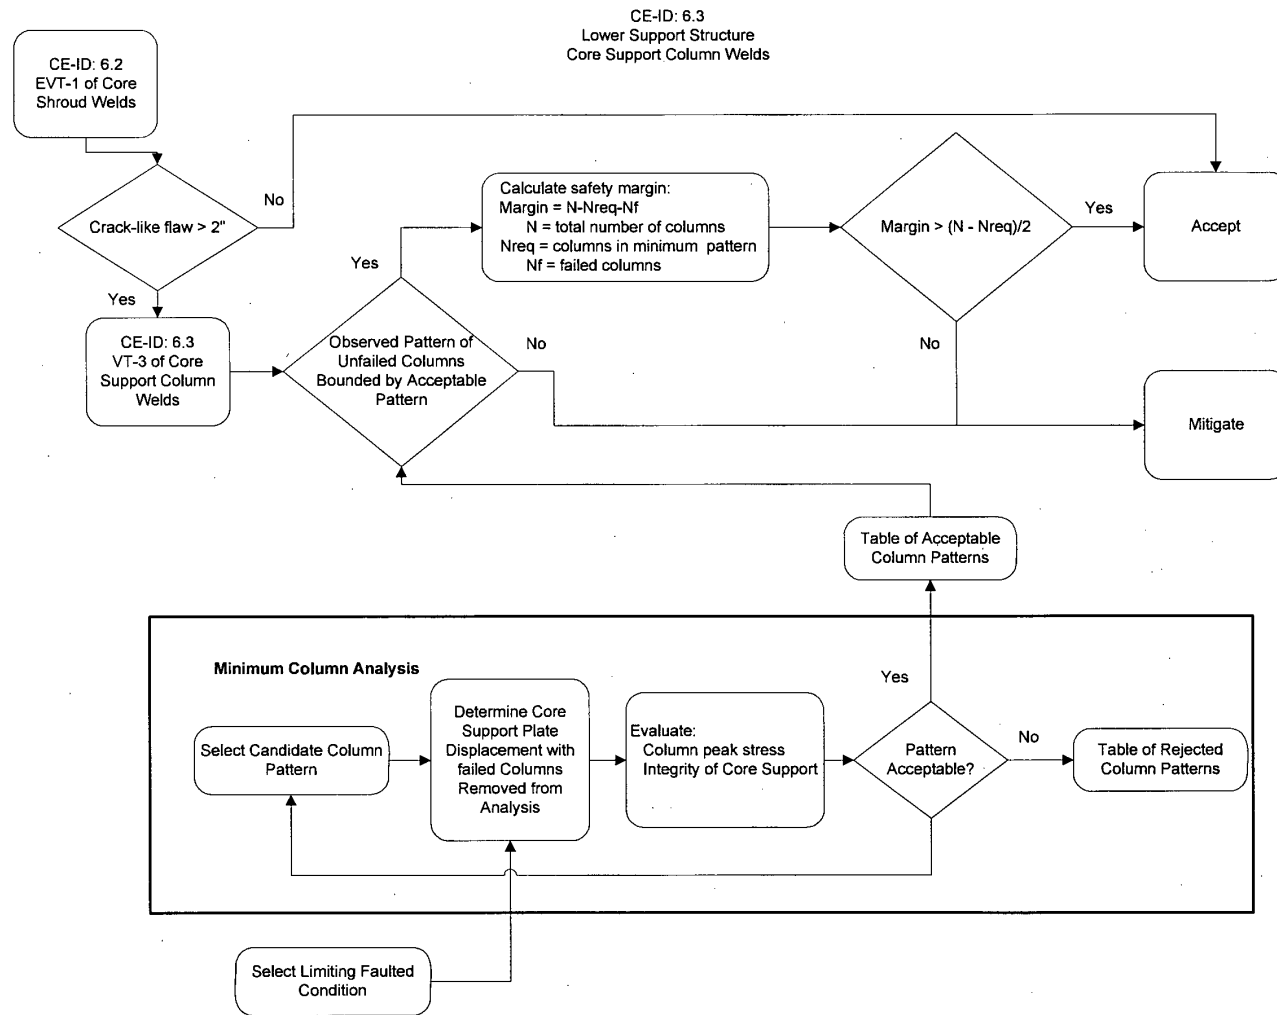 CE-ID: 6.3
Lower Support Structure
Core Support Column Welds
CE-ID: 6.2
EVT-1 of Core
Shroud Welds
Crack-like flaw > 2"
No
Yes
CE-ID: 6.3
VT-3 of Core
Support Column
Welds
Observed Pattern of
Unfailed Columns
Bounded by Acceptable
Pattern
Yes
No
Calculate safety margin:
Margin = N-Nreq-Nf
N = total number of columns
Nreq = columns in minimum pattern
Nf = failed columns
Margin > (N - Nreq)/2
Yes
No
Accept
Mitigate
Table of Acceptable
Column Patterns
Minimum Column Analysis
Select Candidate Column
Pattern
Determine Core
Support Plate
Displacement with
failed Columns
Removed from
Analysis
Evaluate:
Column peak stress
Integrity of Core Support
Pattern
Acceptable?
Yes
No
Table of Rejected
Column Patterns
Select Limiting Faulted
Condition